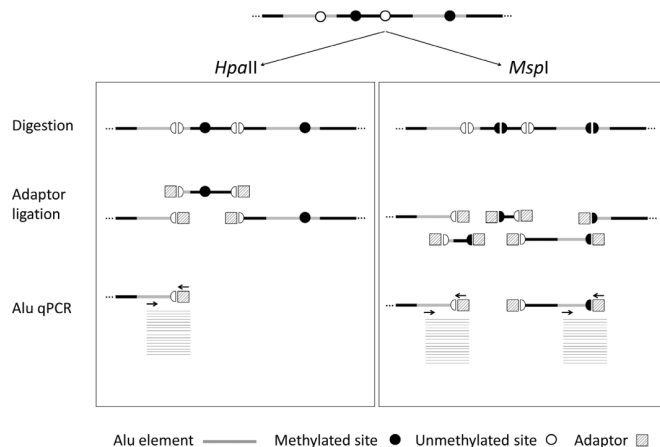 HpaII
MspI
Digestion
Adaptor
ligation
Alu qPCR
Alu element
Methylated site
Unmethylated site
Adaptor